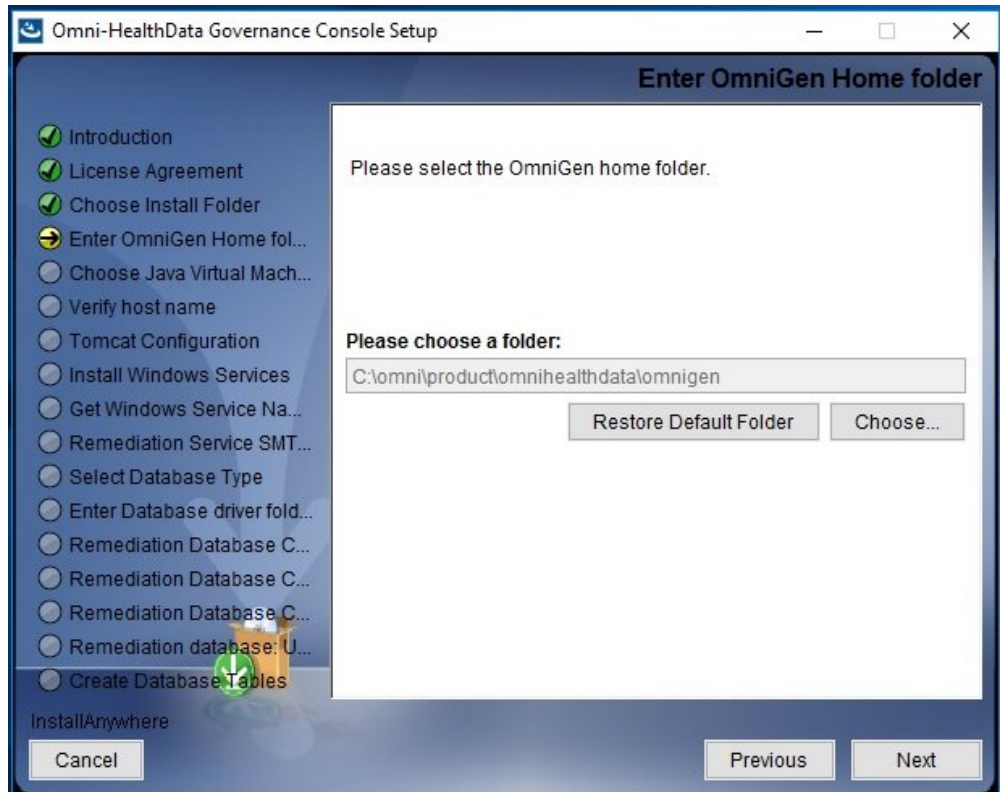 Omni-HealthData Governance Console Setup
Enter OmniGen Home folder
Introduction
License Agreement
Choose Install Folder
Enter OmniGen Home fol...
Choose Java Virtual Mach...
Verify host name
Tomcat Configuration
Install Windows Services
Get Windows Service Na...
Remediation Service SMT...
Select Database Type
Enter Database driver fold...
Remediation Database C...
Remediation Database C...
Remediation Database C...
Remediation database: U...
Create Database Tables
Please select the OmniGen home folder.
Please choose a folder:
C:\omni\product\omnihealthdata\omnigen
Restore Default Folder
Choose...
InstallAnywhere
Cancel
Previous
Next